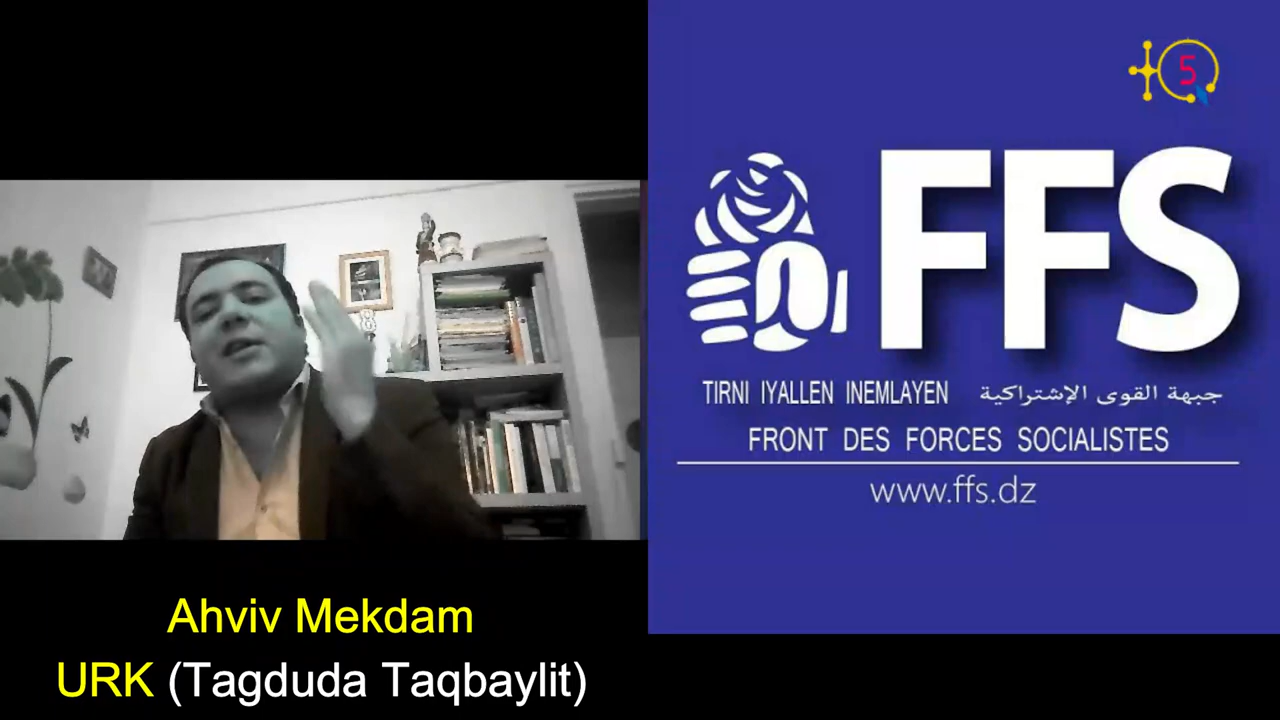 5
FFS
TIRNI IYALLEN INEMLAYEN جبهة القوى الإشتراكية
FRONT DES FORCES SOCIALISTES
www.ffs.dz
Ahviv Mekdam
URK (Tagduda Taqbaylit)